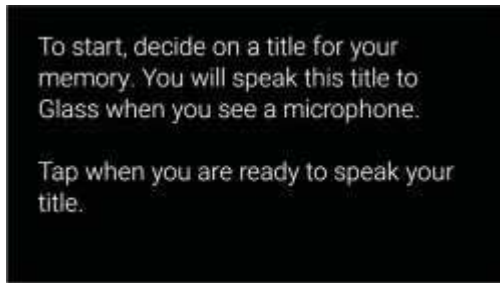 To start, decide on a title for your
memory. You will speak this title to
Glass when you see a microphone.
Tap when you are ready to speak your
title.